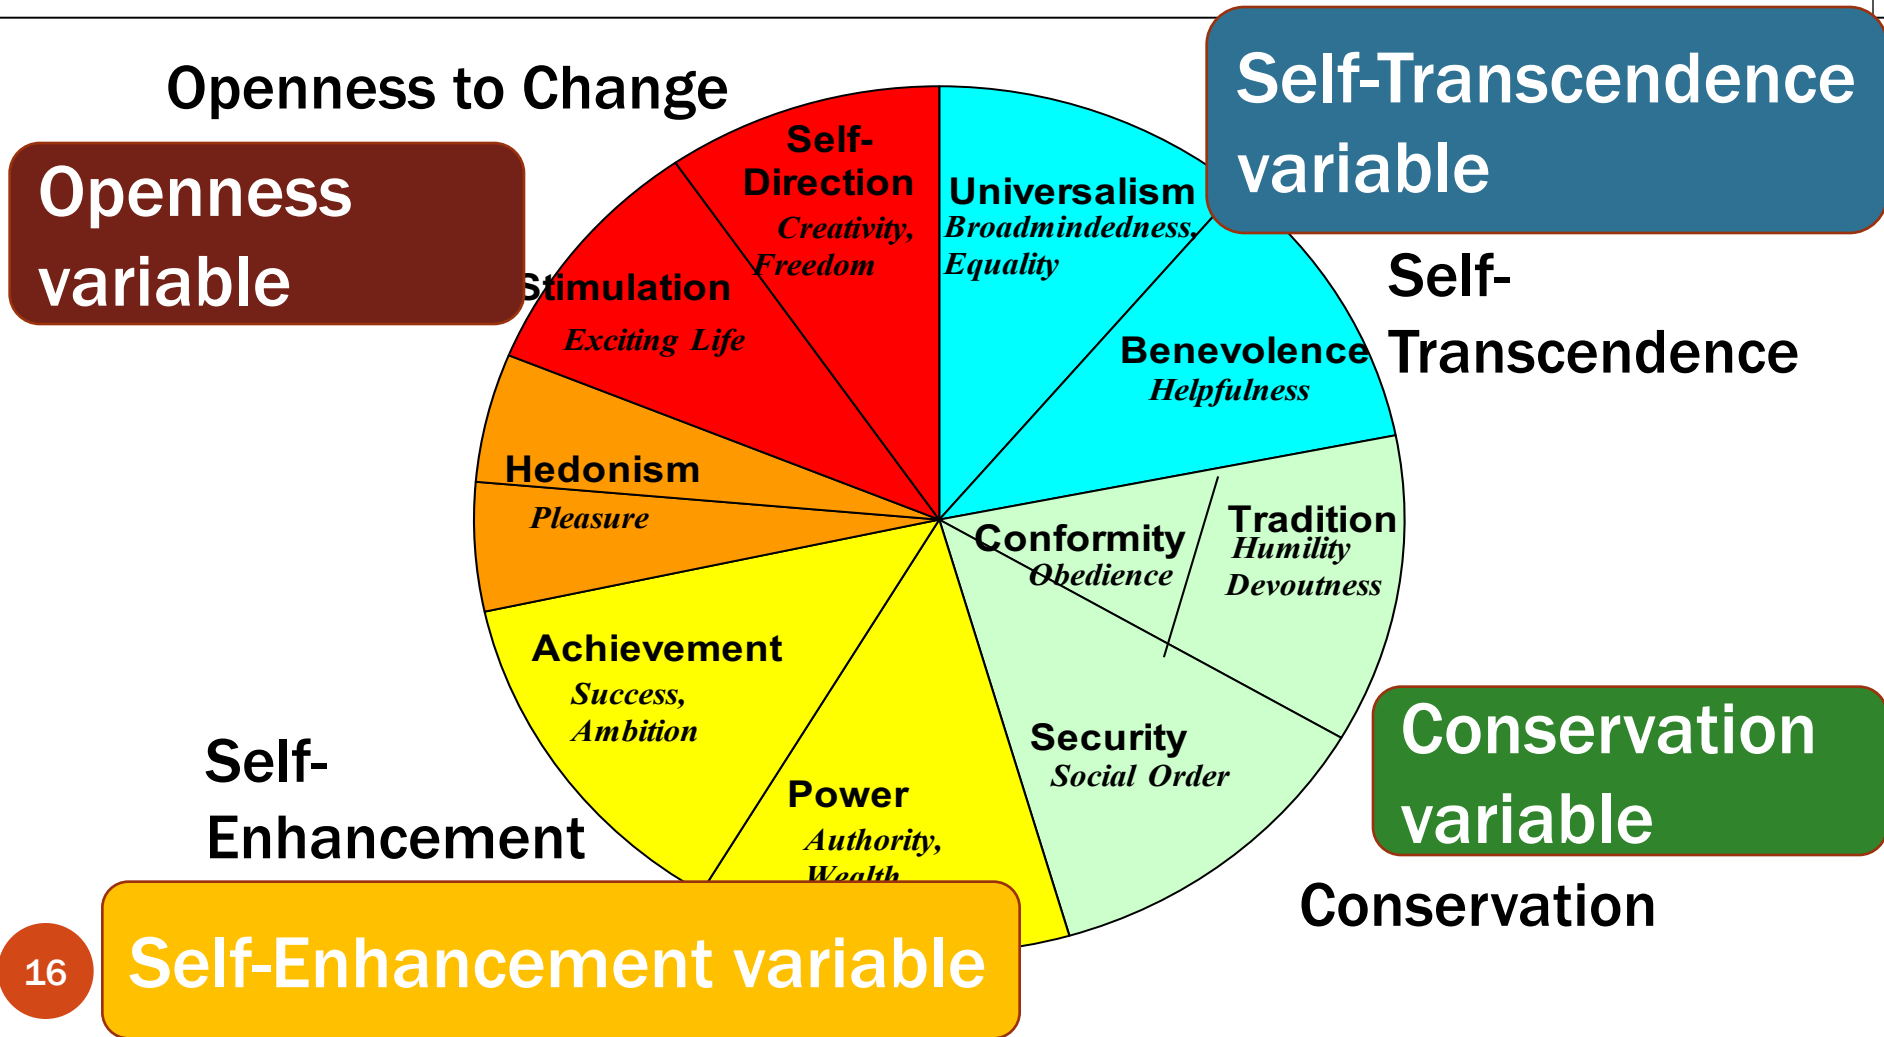 Openness to Change
Openness
variable
Self-Transcendence
variable
Self-
Transcendence
Self-
Direction
Creativity,
Freedom
Universalism
Broadmindedness,
Equality
Stimulation
Exciting Life
Benevolence
Helpfulness
Hedonism
Pleasure
Conformity
Obedience
Tradition
Humility
Devoutness
Achievement
Success,
Ambition
Security
Social Order
Power
Authority,
Wealth
Self-
Enhancement
Conservation
variable
Conservation
Self-Enhancement variable
16